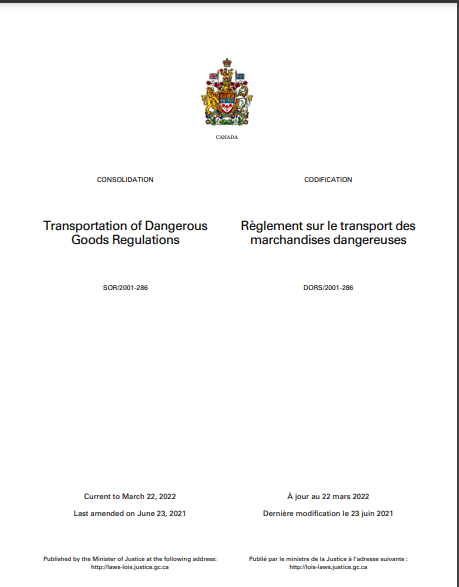 CANADA
CONSOLIDATION
Transportation of Dangerous
Goods Regulations
SOR/2001-286
Current to March 22, 2022
Last amended on June 23, 2021
Published by the Minister of Justice at the following address:
http://laws-lois.justice.gc.ca
CODIFICATION
Règlement sur le transport des
marchandises dangereuses
DORS/2001-286
À jour au 22 mars 2022
Dernière modification le 23 juin 2021
Publié par le ministre de la Justice à l'adresse suivante :
http://lois-laws.justice.gc.ca